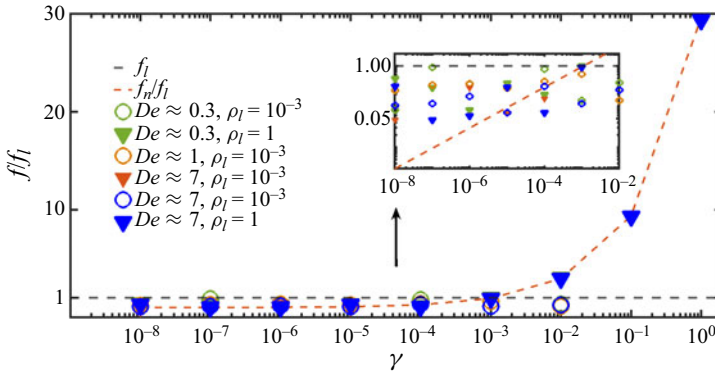 30
30
10
1
f/f_l
f_l
f_n/f_l
De ≈ 0.3, ρ_l = 10⁻³
De ≈ 0.3, ρ_l = 1
De ≈ 1, ρ_l = 10⁻³
De ≈ 7, ρ_l = 10⁻³
De ≈ 7, ρ_l = 10⁻³
De ≈ 7, ρ_l = 1
1.00
0.05
10⁻⁸ 10⁻⁶ 10⁻⁴ 10⁻²
10⁻⁸ 10⁻⁷ 10⁻⁶ 10⁻⁵ 10⁻⁴ 10⁻³ 10⁻² 10⁻¹ 10⁰
γ